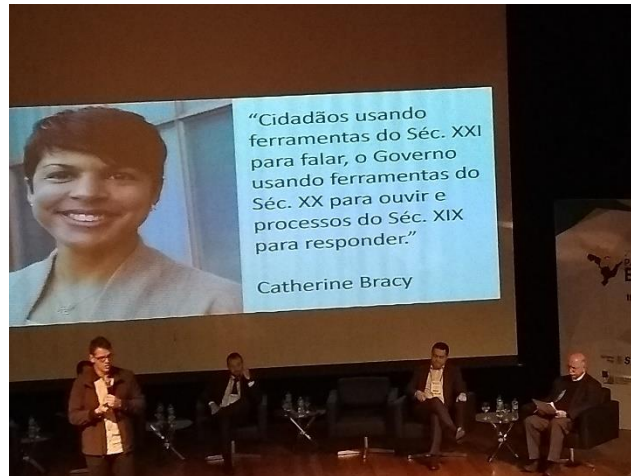 “Cidadãos usando
ferramentas do Séc. XXI
para falar, o Governo
usando ferramentas do
Séc. XX para ouvir e
processos do Séc. XIX
para responder.”
Catherine Bracy